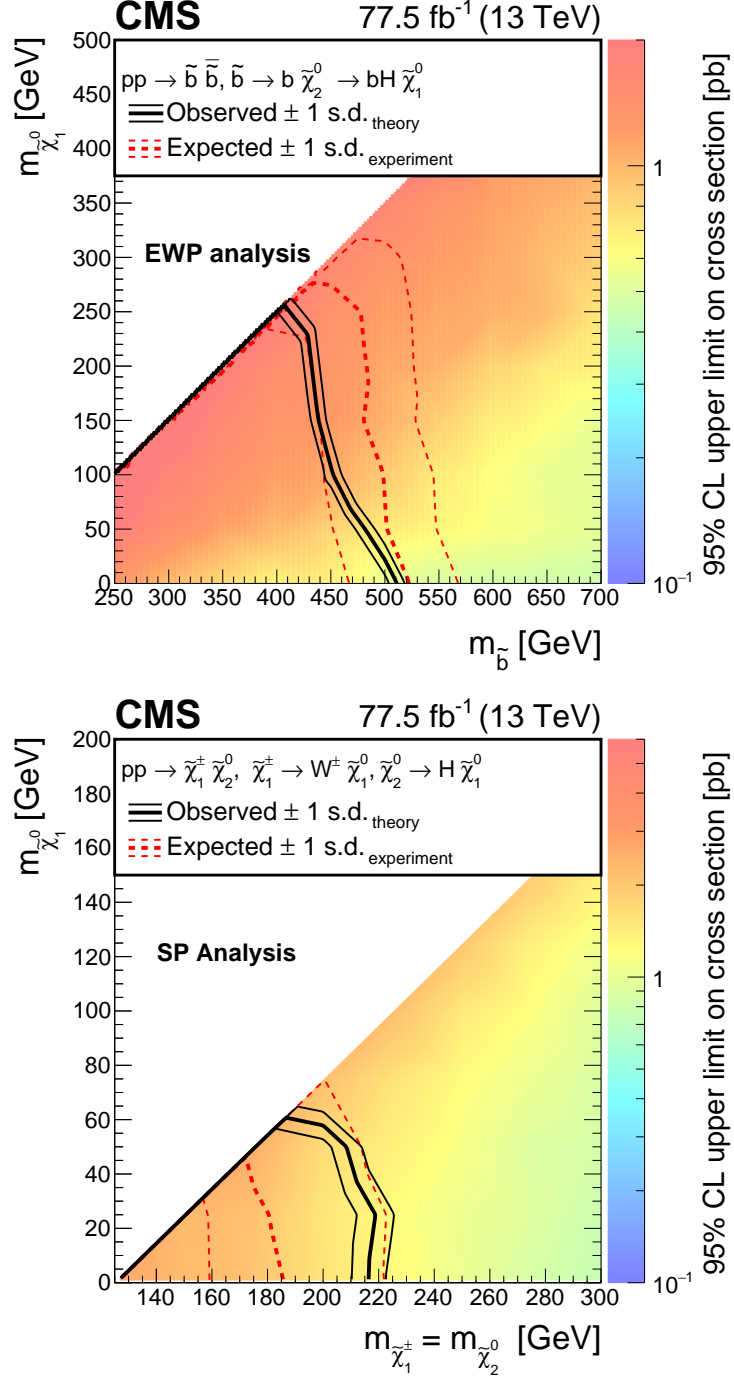 CMS 77.5 fb⁻¹ (13 TeV)
pp → b̃ b̃̄, b̃ → b χ̃⁰₂ → bH χ̃⁰₁
Observed ± 1 s.d. theory
Expected ± 1 s.d. experiment
EWP analysis
m_χ̃⁰₁ [GeV]
500
450
400
350
300
250
200
150
100
50
0
250 300 350 400 450 500 550 600 650 700
m_b̃ [GeV]
1
10⁻¹
95% CL upper limit on cross section [pb]
CMS 77.5 fb⁻¹ (13 TeV)
pp → χ̃±₁ χ̃⁰₂, χ̃±₁ → W± χ̃⁰₁, χ̃⁰₂ → H χ̃⁰₁
Observed ± 1 s.d. theory
Expected ± 1 s.d. experiment
SP Analysis
m_χ̃⁰₁ [GeV]
200
180
160
140
120
100
80
60
40
20
0
140 160 180 200 220 240 260 280 300
m_χ̃±₁ = m_χ̃⁰₂ [GeV]
1
10⁻¹
95% CL upper limit on cross section [pb]